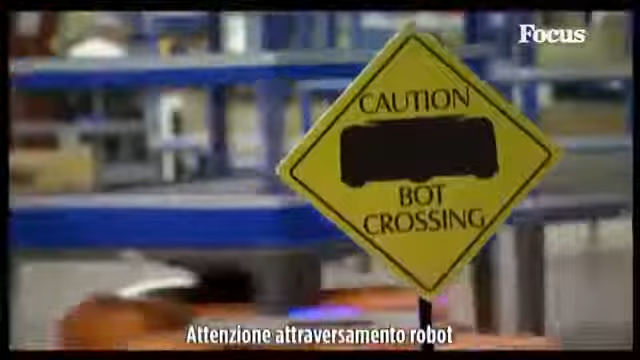 Focus
CAUTION
BOT
CROSSING
Attenzione attraversamento robot